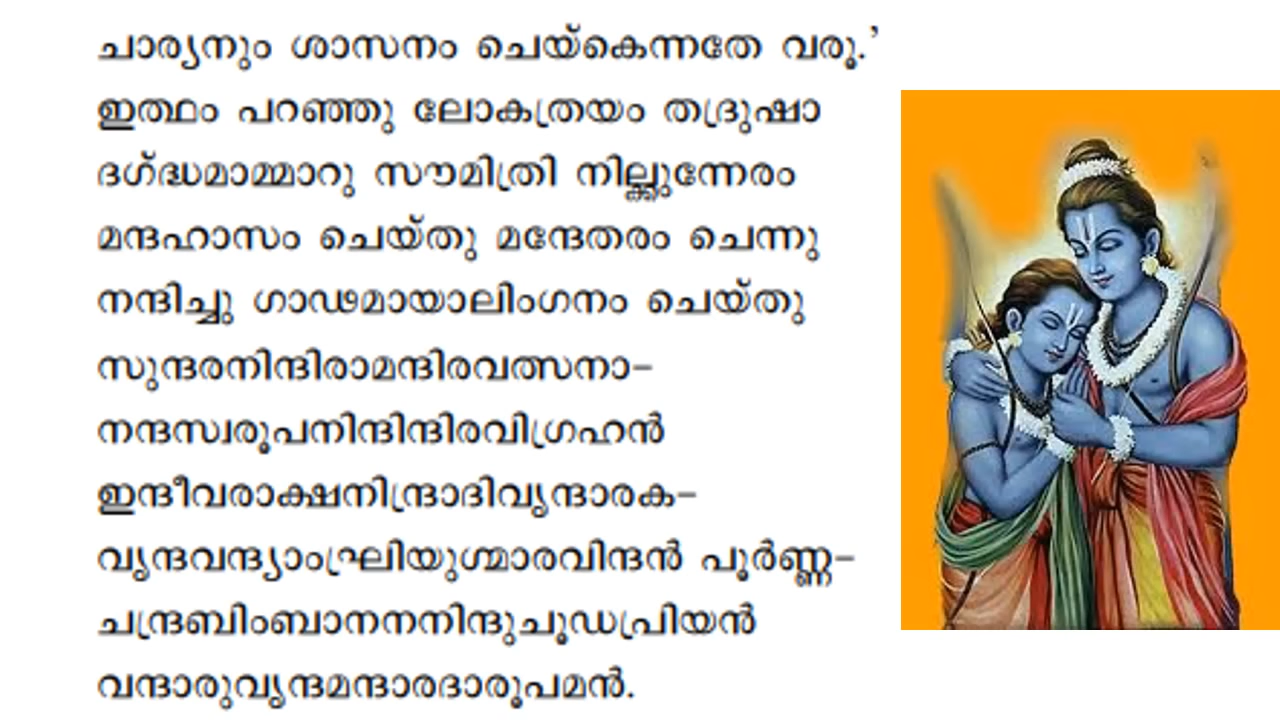 ചാര്യനും ശാസനം ചെയ്കെന്നതേ വരൂ.’
ഇത്ഥം പറഞ്ഞു ലോകത്രയം തദ്രുഷാ
ദഗ്ദ്ധമാമ്മാറു സൗമിത്രി നില്ക്കുന്നേരം
മന്ദഹാസം ചെയ്തു മന്ദേതരം ചെന്നു
നന്ദിച്ചു ഗാഢമായാലിംഗനം ചെയ്തു
സുന്ദരനിന്ദിരാമന്ദിരവത്സനാ–
നന്ദസ്വരൂപനിന്ദിന്ദിരവിഗ്രഹൻ
ഇന്ദീവരാക്ഷനിന്ദ്രാദിവൃന്ദാരക–
വൃന്ദവന്ദ്യാംഘ്രിയുഗ്മാരവിന്ദൻ പൂർണ്ണ–
ചന്ദ്രബിംബാനനനിന്ദുചൂഡപ്രിയൻ
വന്ദാരുവൃന്ദമന്ദാരദാരൂപമൻ.